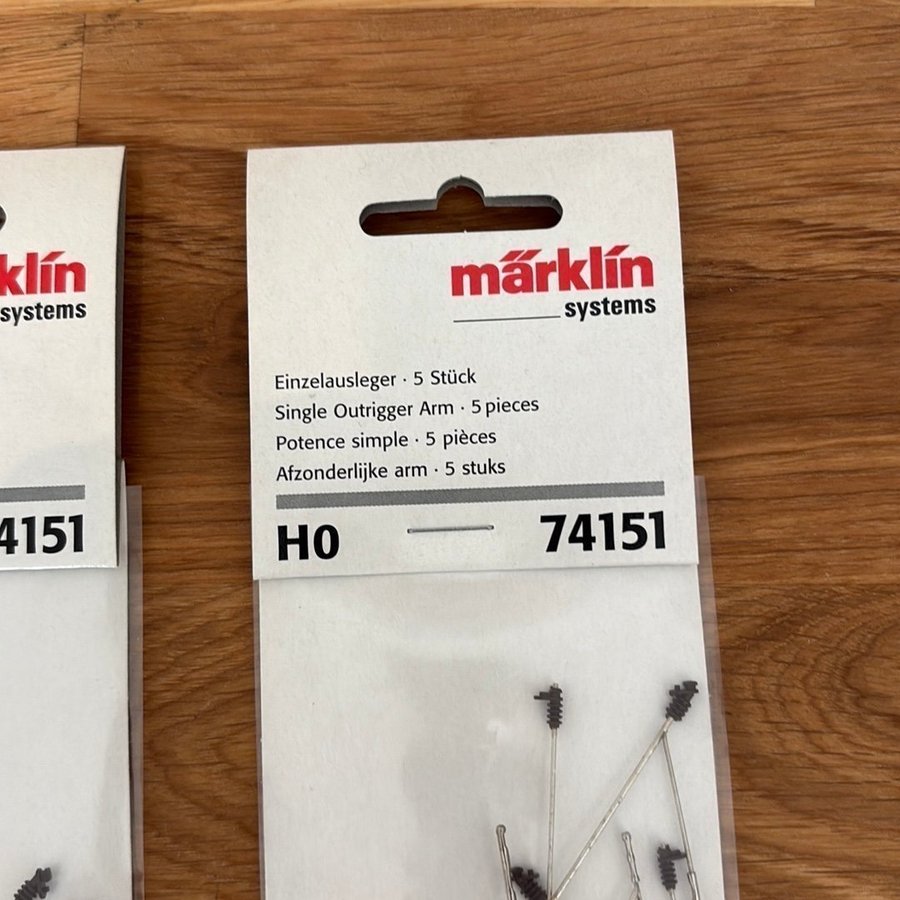 klin
systems
4151
märklin
systems
Einzelausleger · 5 Stück
Single Outrigger Arm · 5 pieces
Potence simple · 5 pièces
Afzonderlijke arm · 5 stuks
H0 74151